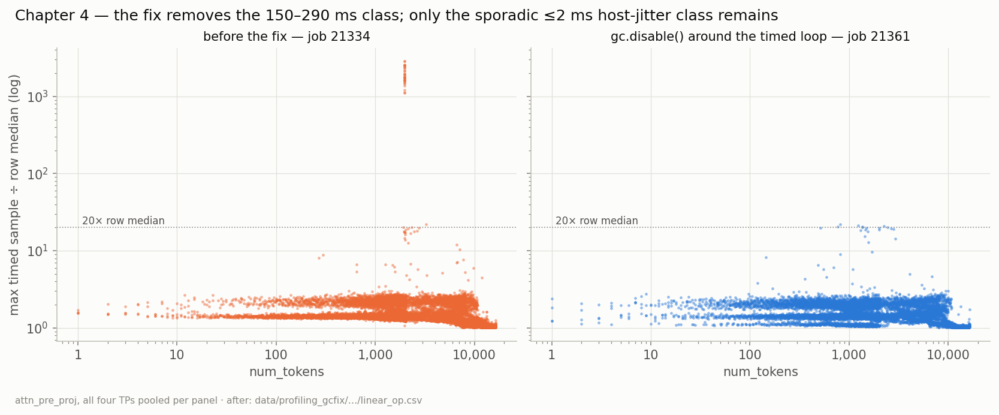 Chapter 4 — the fix removes the 150–290 ms class; only the sporadic ≤2 ms host-jitter class remains
before the fix — job 21334
gc.disable() around the timed loop — job 21361
max timed sample ÷ row median (log)
10³
10²
10¹
10⁰
20× row median
20× row median
1 10 100 1,000 10,000
1 10 100 1,000 10,000
num_tokens
num_tokens
attn_pre_proj, all four TPs pooled per panel · after: data/profiling_gcfix/…/linear_op.csv